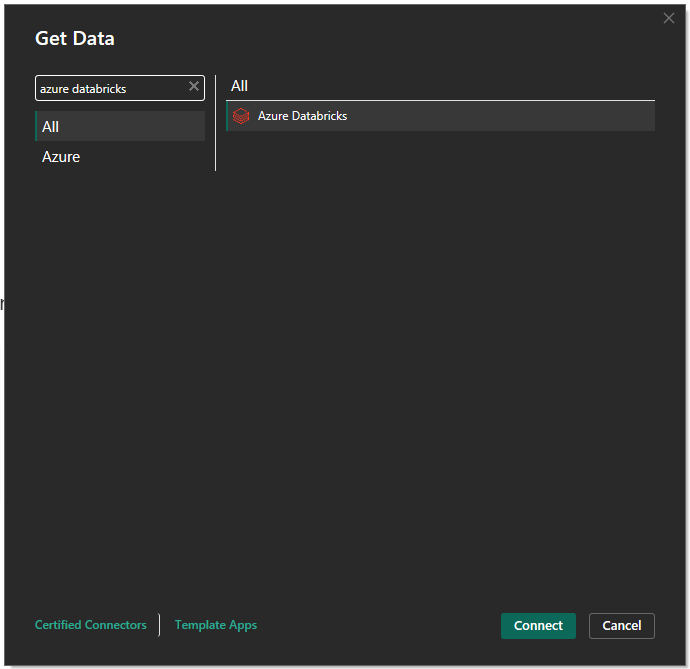 Get Data
azure databricks
All
Azure
All
Azure Databricks
Certified Connectors
Template Apps
Connect
Cancel